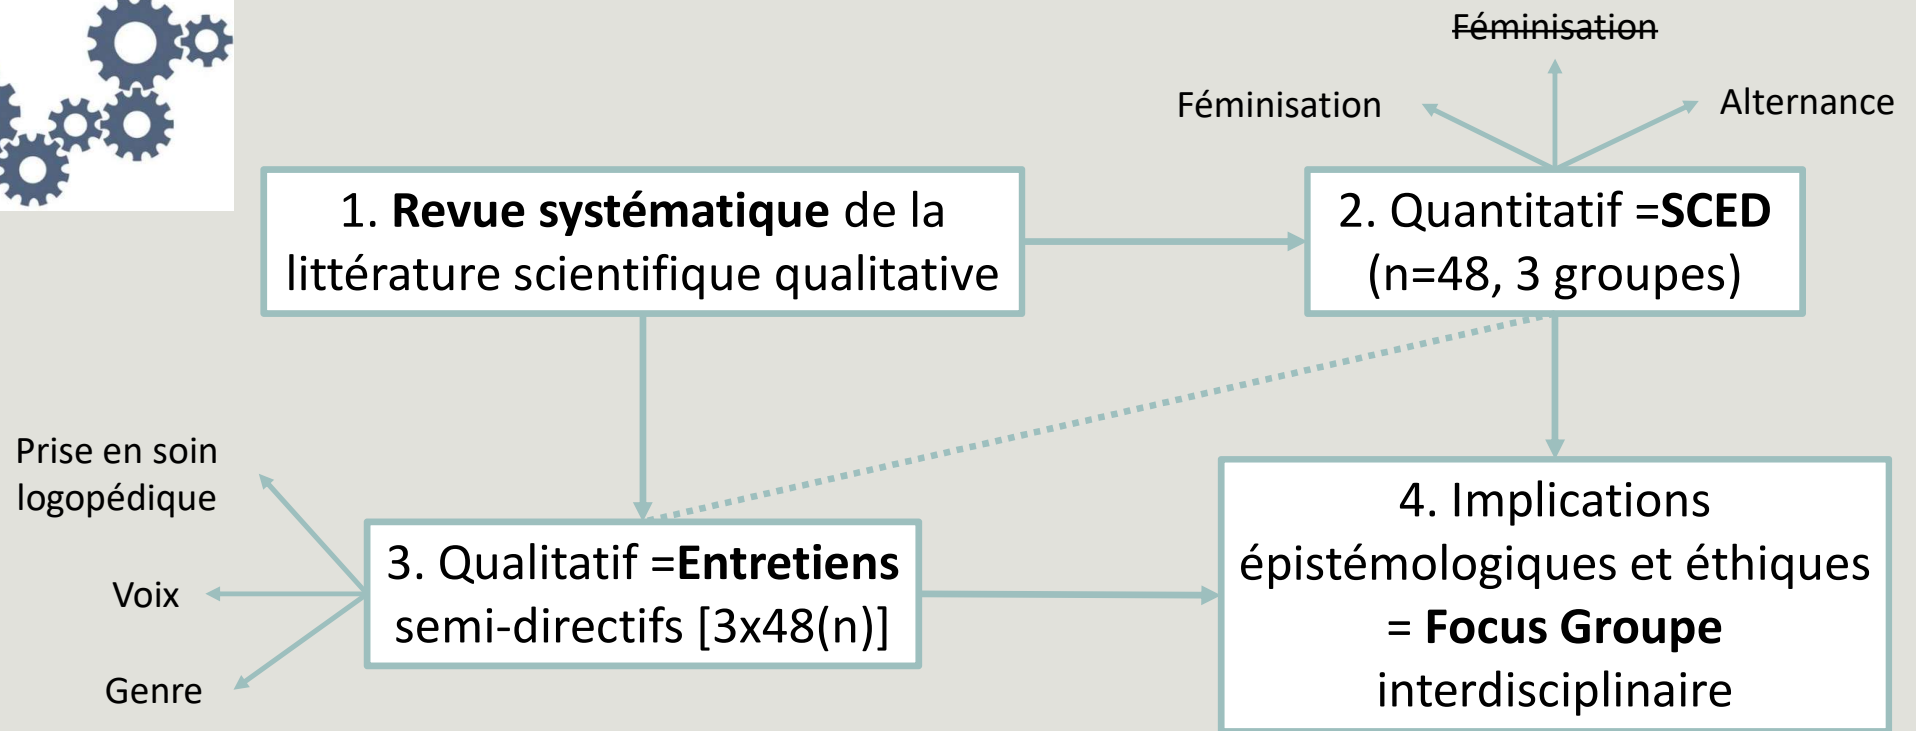 Féminisation
Féminisation
Alternance
1. Revue systématique de la
littérature scientifique qualitative
2. Quantitatif =SCED
(n=48, 3 groupes)
Prise en soin
logopédique
Voix
Genre
3. Qualitatif =Entretiens
semi-directifs [3x48(n)]
4. Implications
épistémologiques et éthiques
= Focus Groupe
interdisciplinaire